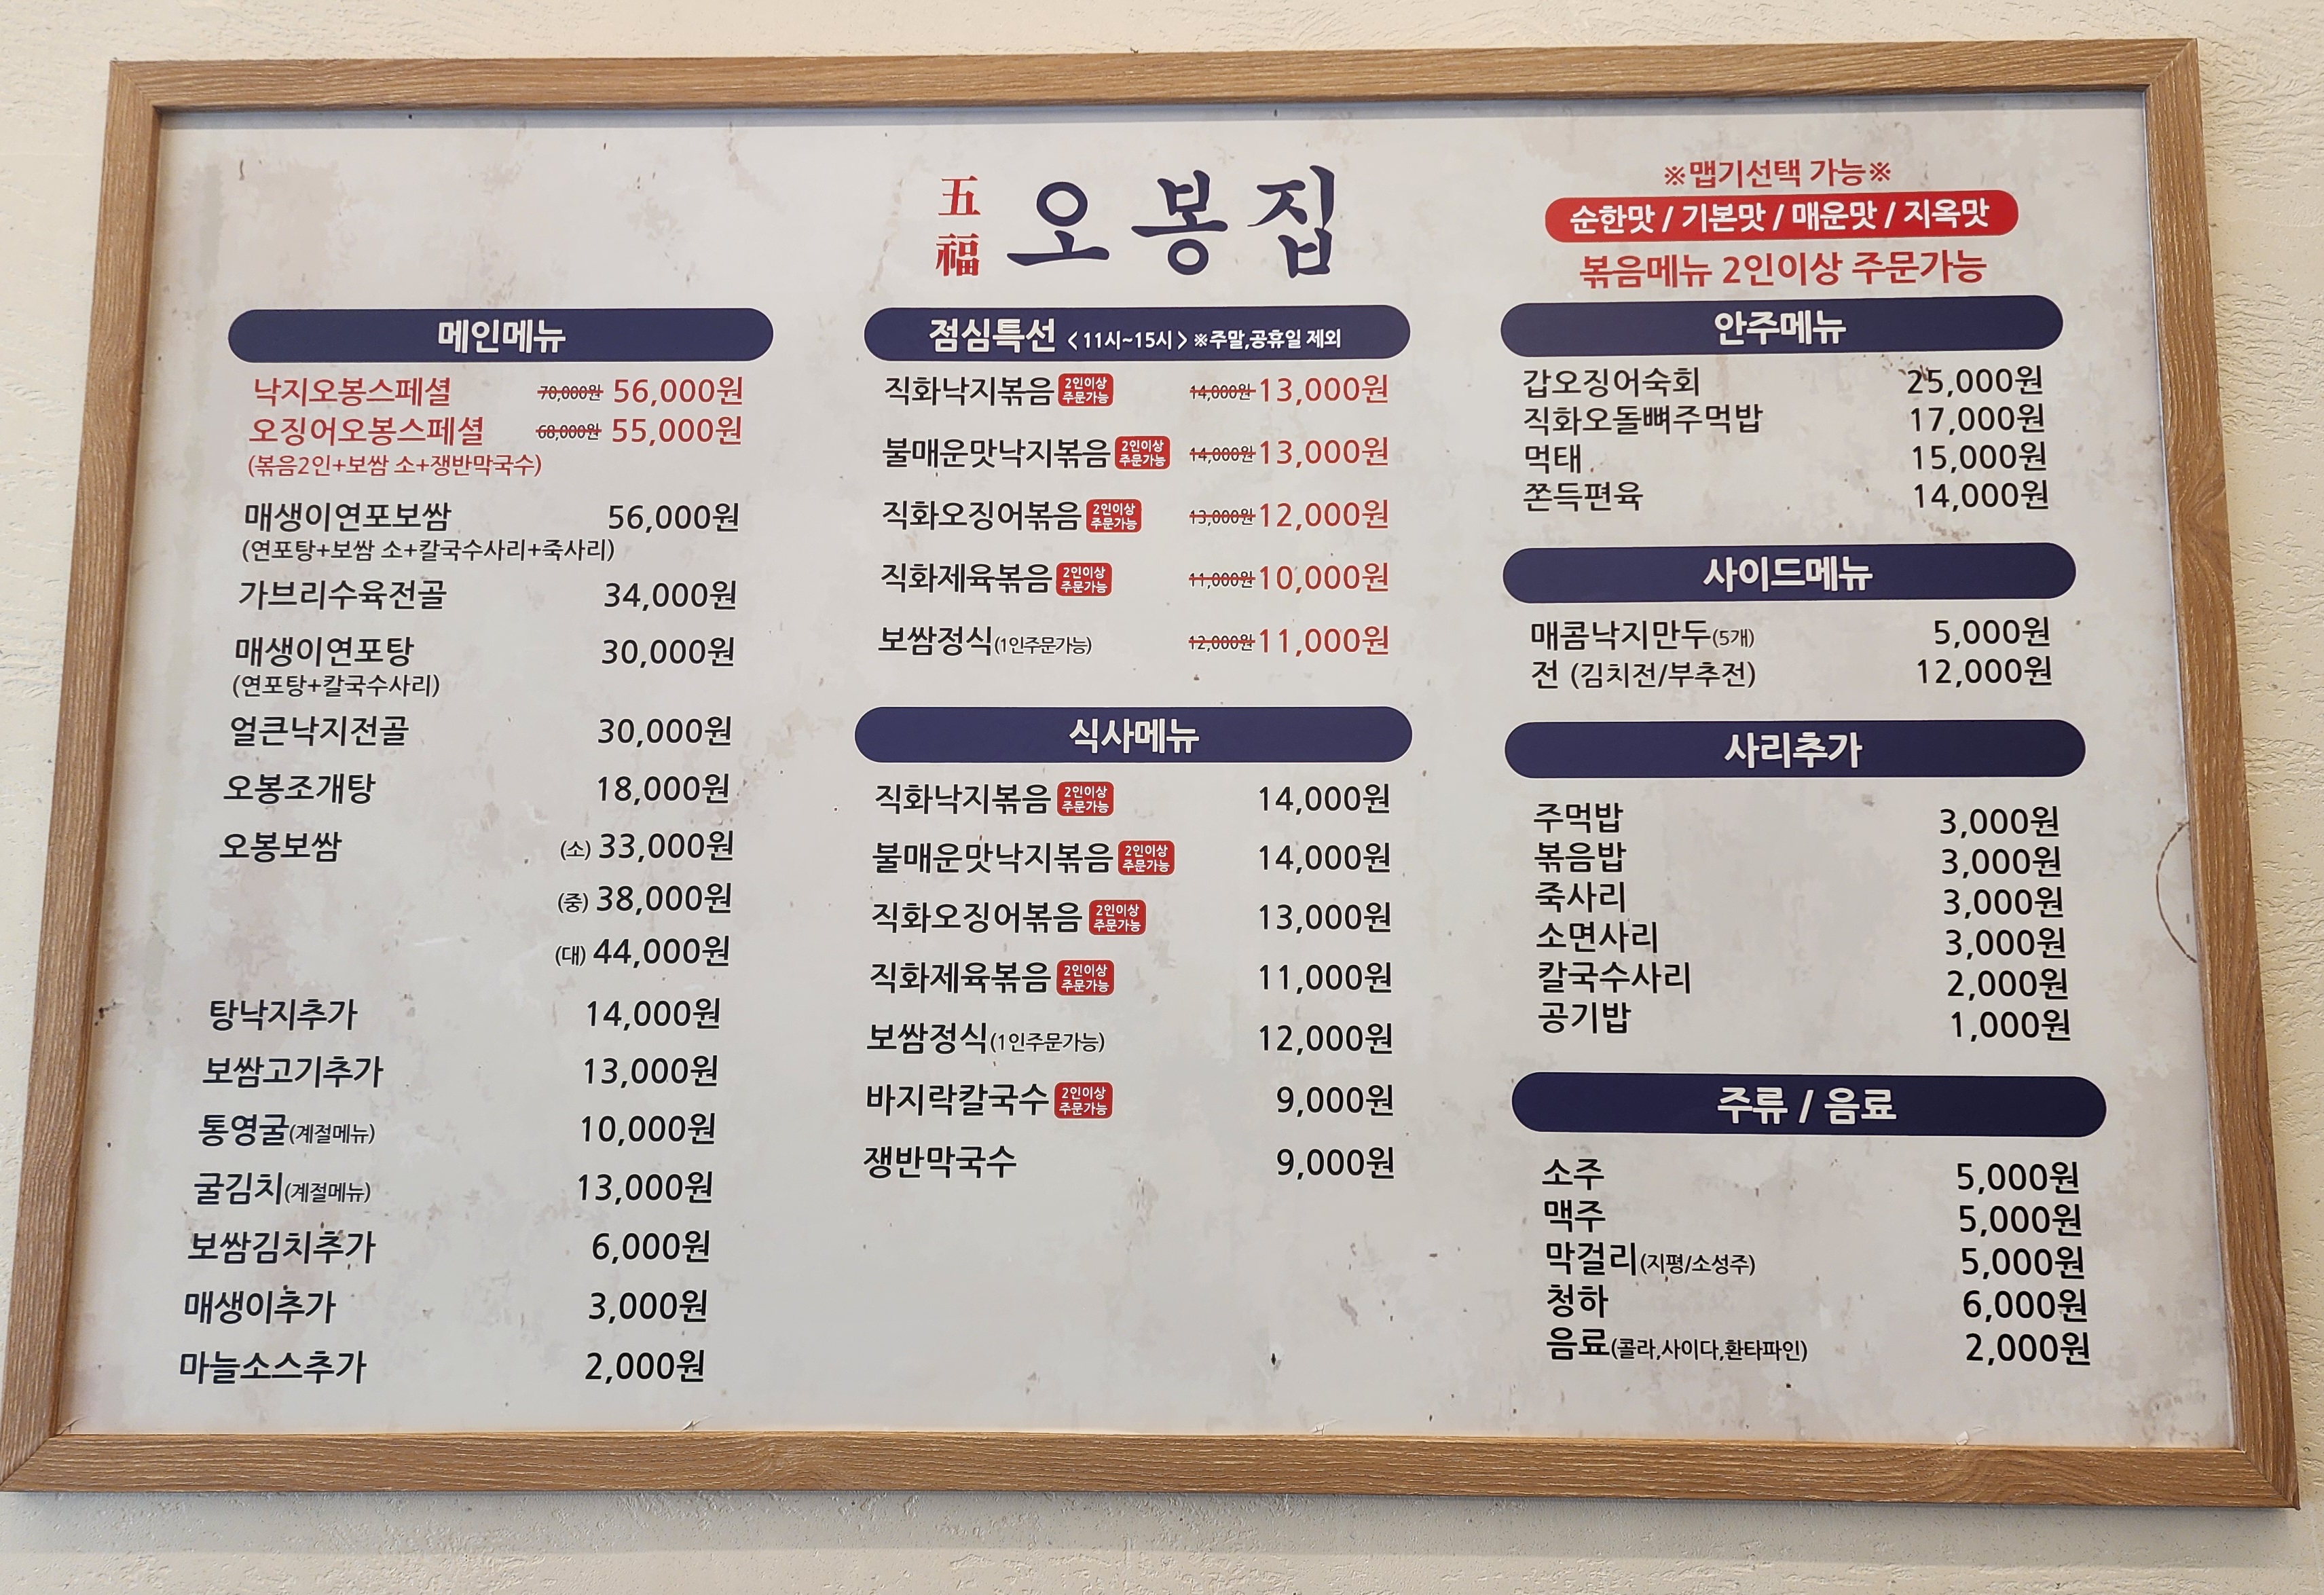 五福 오봉집
※맵기선택 가능※
순한맛 / 기본맛 / 매운맛 / 지옥맛
볶음메뉴 2인이상 주문가능
메인메뉴
낙지오봉스페셜 70,000원 56,000원
오징어오봉스페셜 68,000원 55,000원
(볶음2인+보쌈 소+쟁반막국수)
매생이연포보쌈 56,000원
(연포탕+보쌈 소+칼국수사리+죽사리)
가브리수육전골 34,000원
매생이연포탕 30,000원
(연포탕+칼국수사리)
얼큰낙지전골 30,000원
오봉조개탕 18,000원
오봉보쌈 (소) 33,000원
(중) 38,000원
(대) 44,000원
탕낙지추가 14,000원
보쌈고기추가 13,000원
통영굴(계절메뉴) 10,000원
굴김치(계절메뉴) 13,000원
보쌈김치추가 6,000원
매생이추가 3,000원
마늘소스추가 2,000원
점심특선 <11시~15시> ※주말,공휴일 제외
직화낙지볶음 2인이상 주문가능 14,000원 13,000원
불매운맛낙지볶음 2인이상 주문가능 14,000원 13,000원
직화오징어볶음 2인이상 주문가능 13,000원 12,000원
직화제육볶음 2인이상 주문가능 11,000원 10,000원
보쌈정식(1인주문가능) 12,000원 11,000원
식사메뉴
직화낙지볶음 2인이상 주문가능 14,000원
불매운맛낙지볶음 2인이상 주문가능 14,000원
직화오징어볶음 2인이상 주문가능 13,000원
직화제육볶음 2인이상 주문가능 11,000원
보쌈정식(1인주문가능) 12,000원
바지락칼국수 2인이상 주문가능 9,000원
쟁반막국수 9,000원
안주메뉴
갑오징어숙회 25,000원
직화오돌뼈주먹밥 17,000원
먹태 15,000원
쫀득편육 14,000원
사이드메뉴
매콤낙지만두(5개) 5,000원
전 (김치전/부추전) 12,000원
사리추가
주먹밥 3,000원
볶음밥 3,000원
죽사리 3,000원
소면사리 3,000원
칼국수사리 2,000원
공기밥 1,000원
주류 / 음료
소주 5,000원
맥주 5,000원
막걸리(지평/소성주) 5,000원
청하 6,000원
음료(콜라,사이다,환타파인) 2,000원